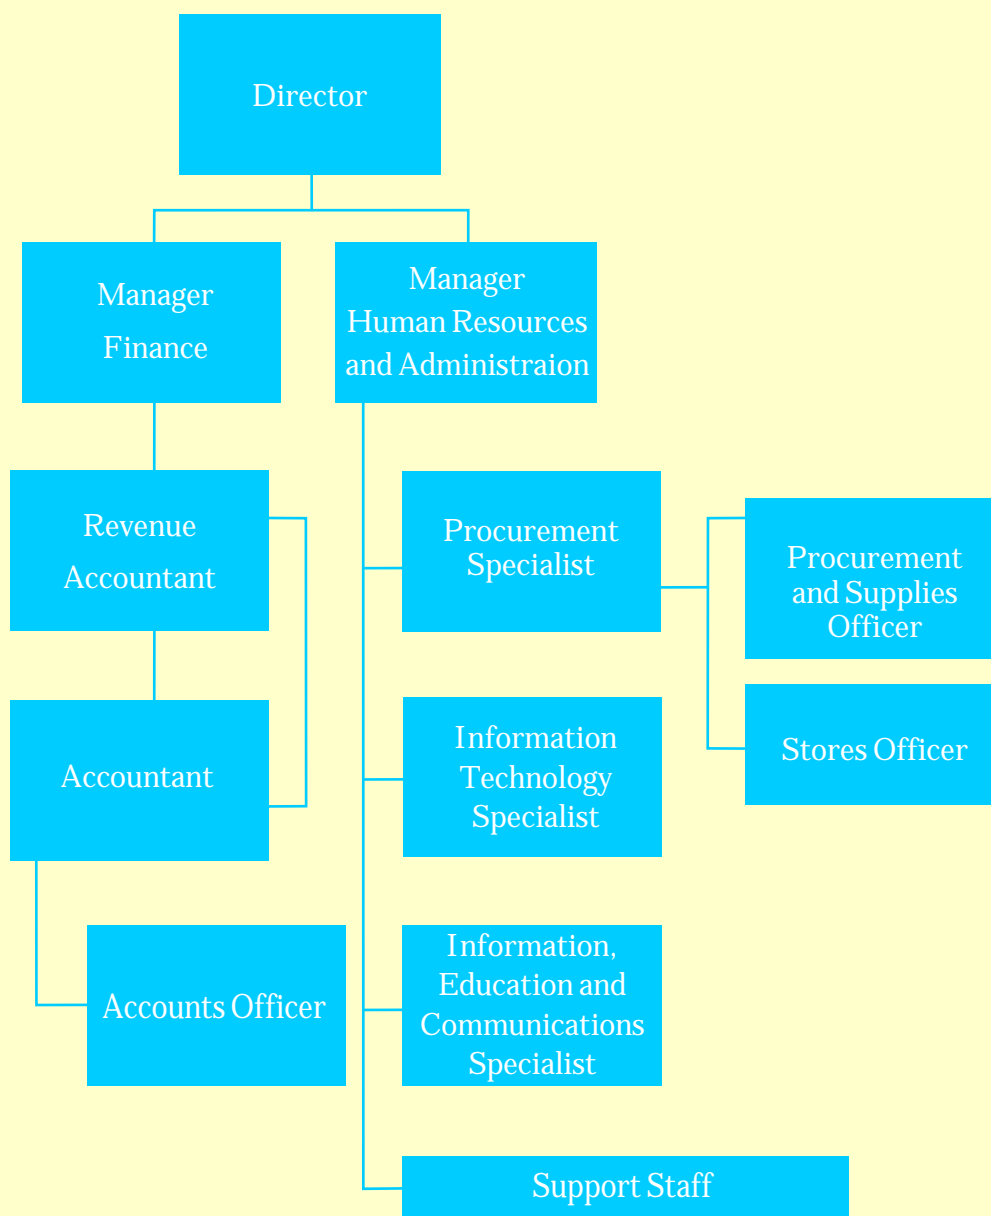 Director
Manager
Finance
Manager
Human Resources
and Administraion
Revenue
Accountant
Procurement
Specialist
Procurement
and Supplies
Officer
Accountant
Information
Technology
Specialist
Stores Officer
Accounts Officer
Information,
Education and
Communications
Specialist
Support Staff